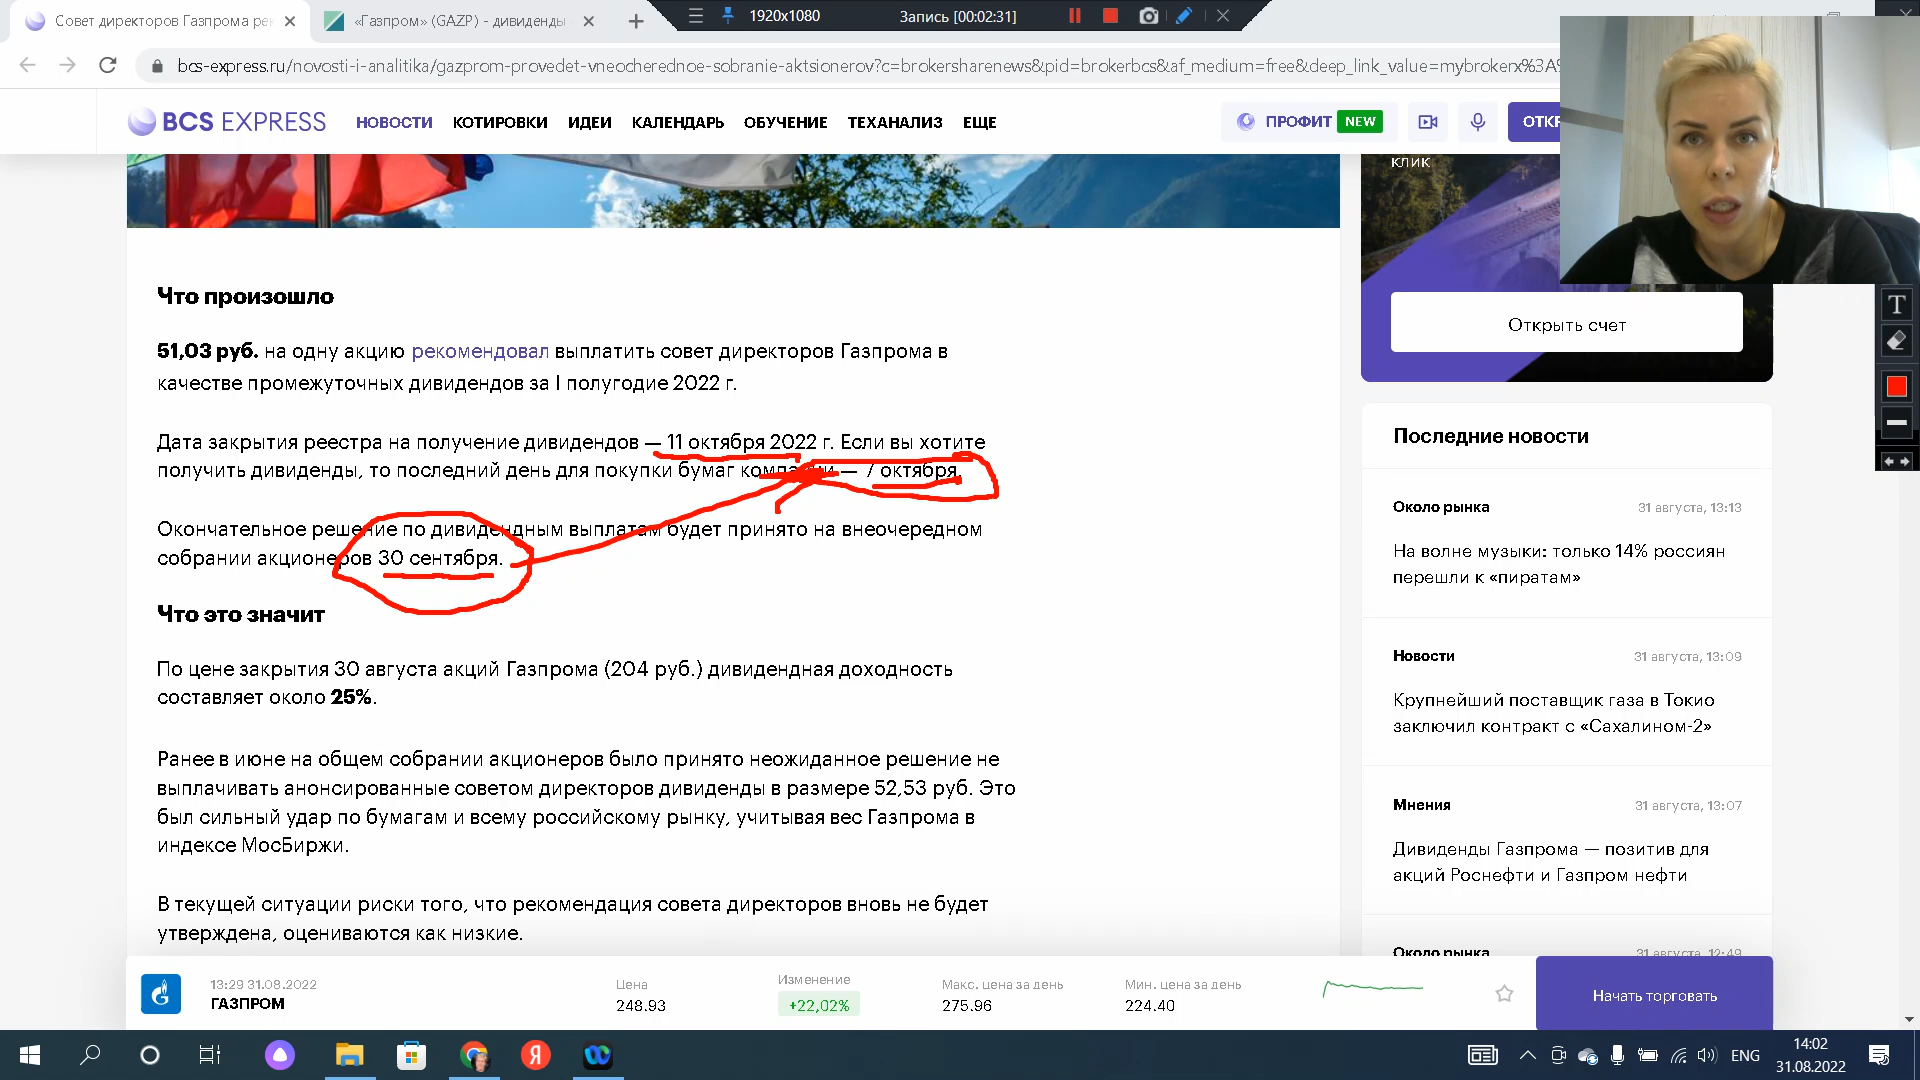 Совет директоров Газпрома рек
«Газпром» (GAZP) - дивиденды
1920x1080
Запись [00:02:31]
bcs-express.ru/novosti-i-analitika/gazprom-provedet-vneocherednoe-sobranie-aktsionerov?c=brokersharenews&pid=brokerbcs&af_medium=free&deep_link_value=mybrokerx%3A%
BCS EXPRESS
НОВОСТИ КОТИРОВКИ ИДЕИ КАЛЕНДАРЬ ОБУЧЕНИЕ ТЕХАНАЛИЗ ЕЩЕ
ПРОФИТ NEW
ОТКР
клик
Открыть счет
Что произошло
51,03 руб. на одну акцию рекомендовал выплатить совет директоров Газпрома в
качестве промежуточных дивидендов за I полугодие 2022 г.
Дата закрытия реестра на получение дивидендов — 11 октября 2022 г. Если вы хотите
получить дивиденды, то последний день для покупки бумаг компании — 7 октября.
Окончательное решение по дивидендным выплатам будет принято на внеочередном
собрании акционеров 30 сентября.
Что это значит
По цене закрытия 30 августа акций Газпрома (204 руб.) дивидендная доходность
составляет около 25%.
Ранее в июне на общем собрании акционеров было принято неожиданное решение не
выплачивать анонсированные советом директоров дивиденды в размере 52,53 руб. Это
был сильный удар по бумагам и всему российскому рынку, учитывая вес Газпрома в
индексе МосБиржи.
В текущей ситуации риски того, что рекомендация совета директоров вновь не будет
утверждена, оцениваются как низкие.
Последние новости
Около рынка 31 августа, 13:13
На волне музыки: только 14% россиян
перешли к «пиратам»
Новости 31 августа, 13:09
Крупнейший поставщик газа в Токио
заключил контракт с «Сахалином-2»
Мнения 31 августа, 13:07
Дивиденды Газпрома — позитив для
акций Роснефти и Газпром нефти
Около рынка 31 августа, 12:49
13:29 31.08.2022
ГАЗПРОМ
Цена
248.93
Изменение
+22,02%
Макс. цена за день
275.96
Мин. цена за день
224.40
Начать торговать
T
ENG
14:02
31.08.2022